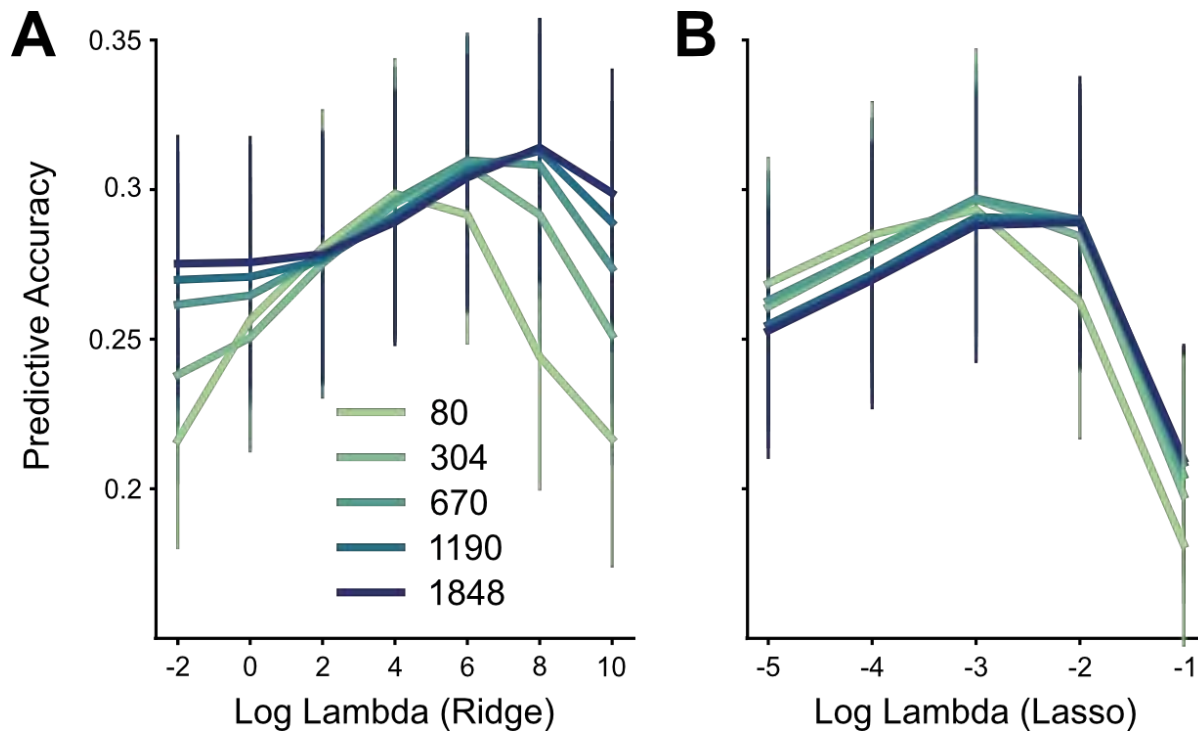 A
B
Predictive Accuracy
0.35
0.3
0.25
0.2
80
304
670
1190
1848
-2 0 2 4 6 8 10
Log Lambda (Ridge)
-5 -4 -3 -2 -1
Log Lambda (Lasso)